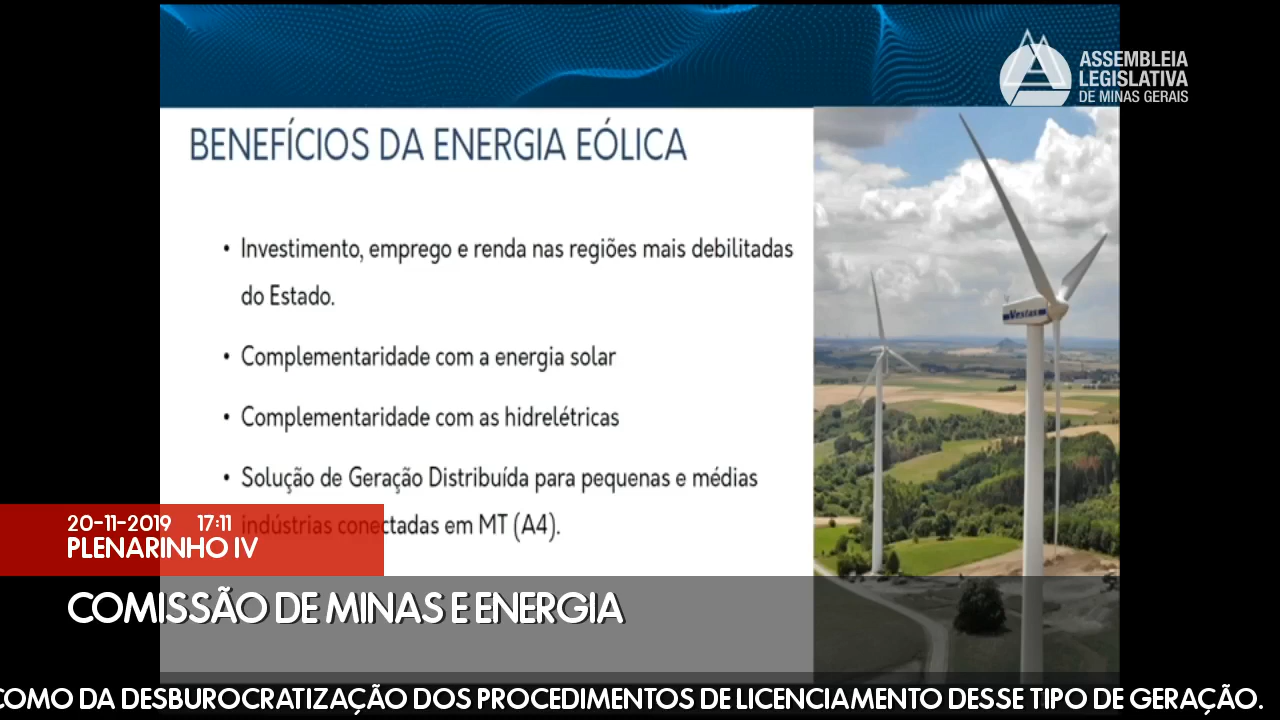 ASSEMBLEIA
LEGISLATIVA
DE MINAS GERAIS
BENEFÍCIOS DA ENERGIA EÓLICA
• Investimento, emprego e renda nas regiões mais debilitadas
do Estado.
• Complementaridade com a energia solar
• Complementaridade com as hidrelétricas
• Solução de Geração Distribuída para pequenas e médias
indústrias conectadas em MT (A4).
Vestas
20-11-2019 17:11
PLENARINHO IV
COMISSÃO DE MINAS E ENERGIA
COMO DA DESBUROCRATIZAÇÃO DOS PROCEDIMENTOS DE LICENCIAMENTO DESSE TIPO DE GERAÇÃO.